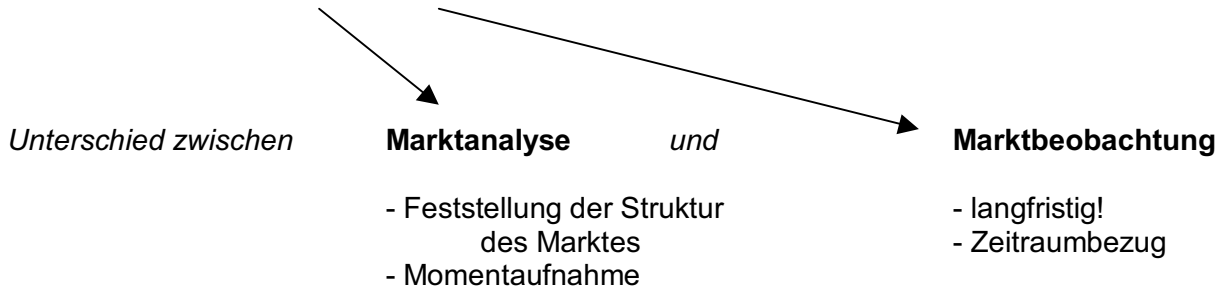 Unterschied zwischen Marktanalyse und Marktbeobachtung
- Feststellung der Struktur - langfristig!
des Marktes - Zeitraumbezug
- Momentaufnahme